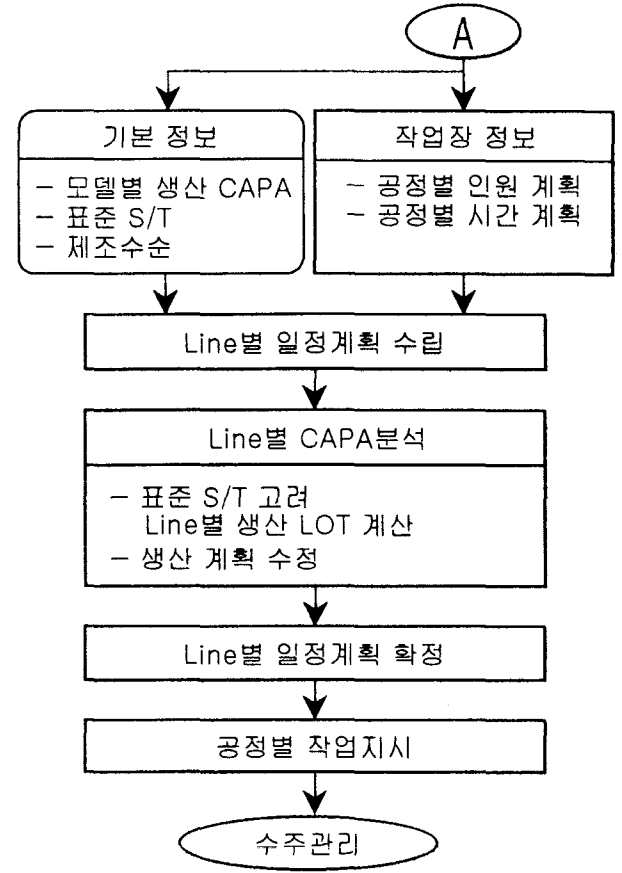 A
기본 정보
– 모델별 생산 CAPA
– 표준 S/T
– 제조수순
작업장 정보
– 공정별 인원 계획
– 공정별 시간 계획
Line별 일정계획 수립
Line별 CAPA분석
– 표준 S/T 고려
Line별 생산 LOT 계산
– 생산 계획 수정
Line별 일정계획 확정
공정별 작업지시
수주관리